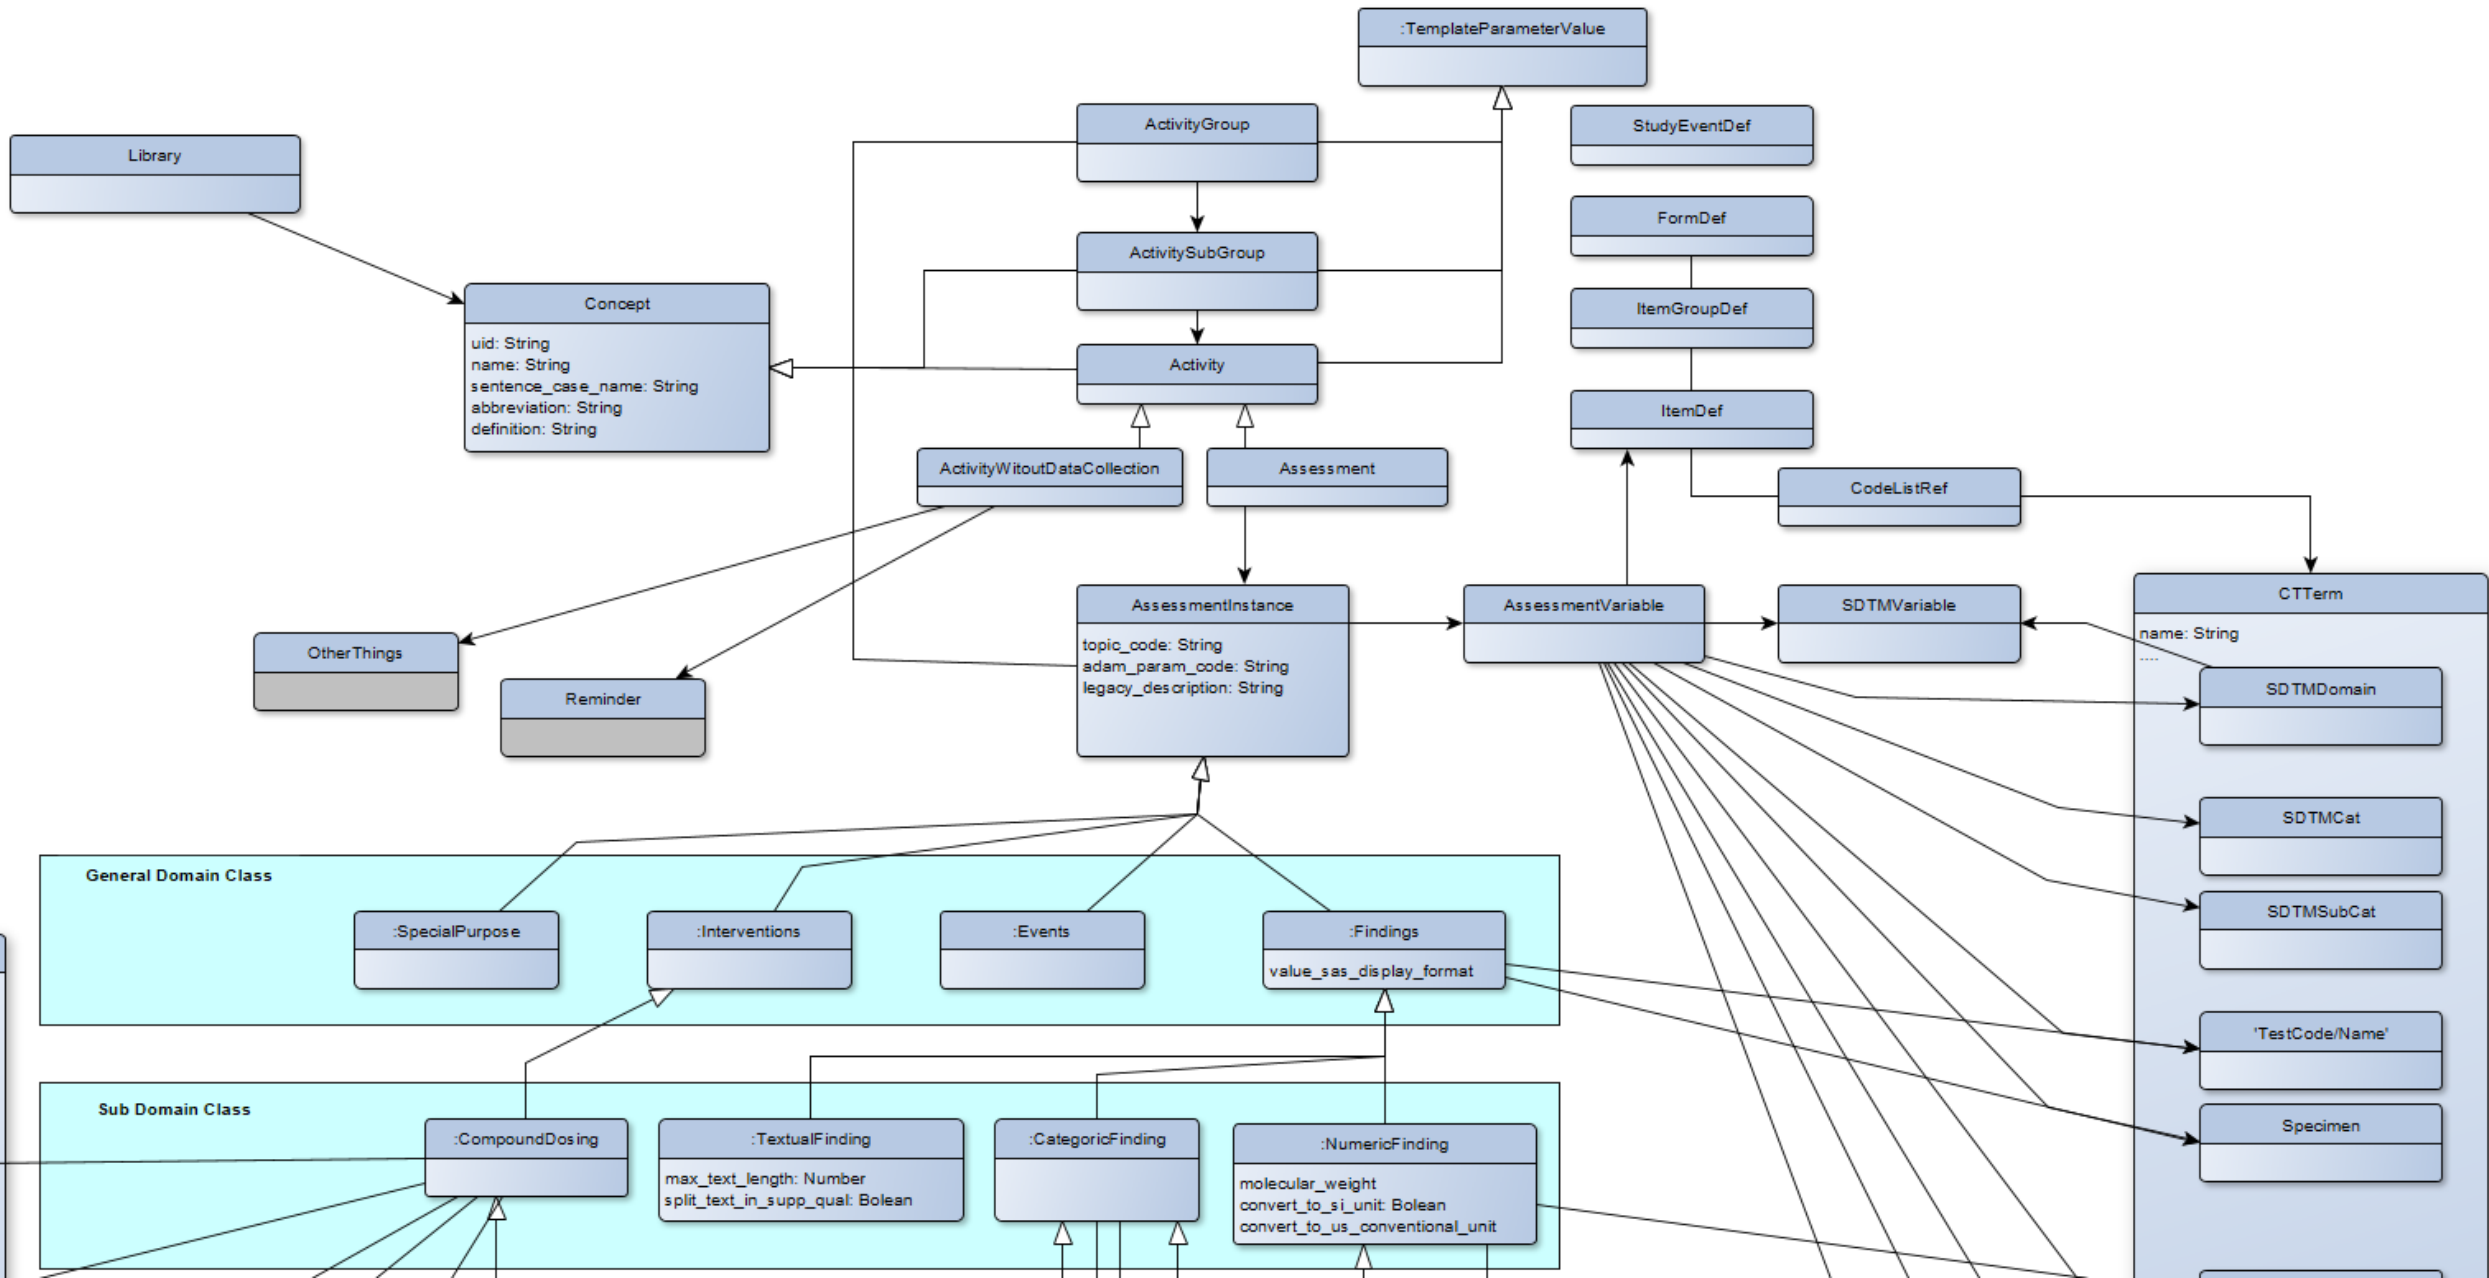 :TemplateParameterValue
ActivityGroup
StudyEventDef
Library
FormDef
ActivitySubGroup
Concept
uid: String
name: String
sentence_case_name: String
abbreviation: String
definition: String
ItemGroupDef
Activity
ItemDef
ActivityWitoutDataCollection
Assessment
CodeListRef
AssessmentInstance
topic_code: String
adam_param_code: String
legacy_description: String
AssessmentVariable
SDTMVariable
CTTerm
name: String
....
OtherThings
Reminder
SDTMDomain
SDTMCat
General Domain Class
SDTMSubCat
:SpecialPurpose
:Interventions
:Events
:Findings
value_sas_display_format
'TestCode/Name'
Sub Domain Class
Specimen
:CompoundDosing
:TextualFinding
max_text_length: Number
split_text_in_supp_qual: Bolean
:CategoricFinding
:NumericFinding
molecular_weight
convert_to_si_unit: Bolean
convert_to_us_conventional_unit